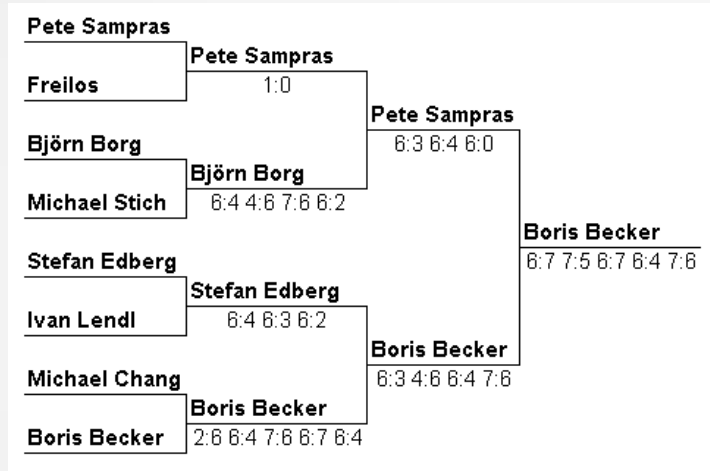 Pete Sampras
Pete Sampras
Freilos
1:0
Pete Sampras
Björn Borg
6:3 6:4 6:0
Björn Borg
Michael Stich
6:4 4:6 7:6 6:2
Boris Becker
Stefan Edberg
6:7 7:5 6:7 6:4 7:6
Stefan Edberg
Ivan Lendl
6:4 6:3 6:2
Boris Becker
Michael Chang
6:3 4:6 6:4 7:6
Boris Becker
Boris Becker
2:6 6:4 7:6 6:7 6:4